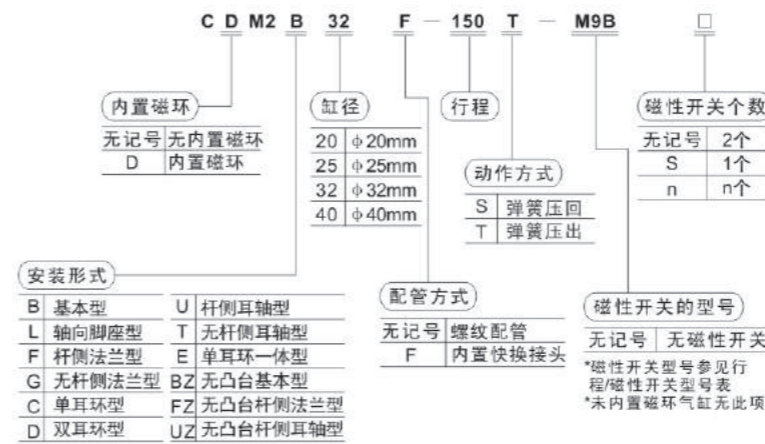 C D M2 B 32 F — 150 T — M9B □
内置磁环
无记号 无内置磁环
D 内置磁环
缸径
20 φ20mm
25 φ25mm
32 φ32mm
40 φ40mm
行程
动作方式
S 弹簧压回
T 弹簧压出
磁性开关个数
无记号 2个
S 1个
n n个
安装形式
B 基本型 U 杆侧耳轴型
L 轴向脚座型 T 无杆侧耳轴型
F 杆侧法兰型 E 单耳环一体型
G 无杆侧法兰型 BZ 无凸台基本型
C 单耳环型 FZ 无凸台杆侧法兰型
D 双耳环型 UZ 无凸台杆侧耳轴型
配管方式
无记号 螺纹配管
F 内置快换接头
磁性开关的型号
无记号 无磁性开关
*磁性开关型号参见行
程/磁性开关型号表
*未内置磁环气缸无此项